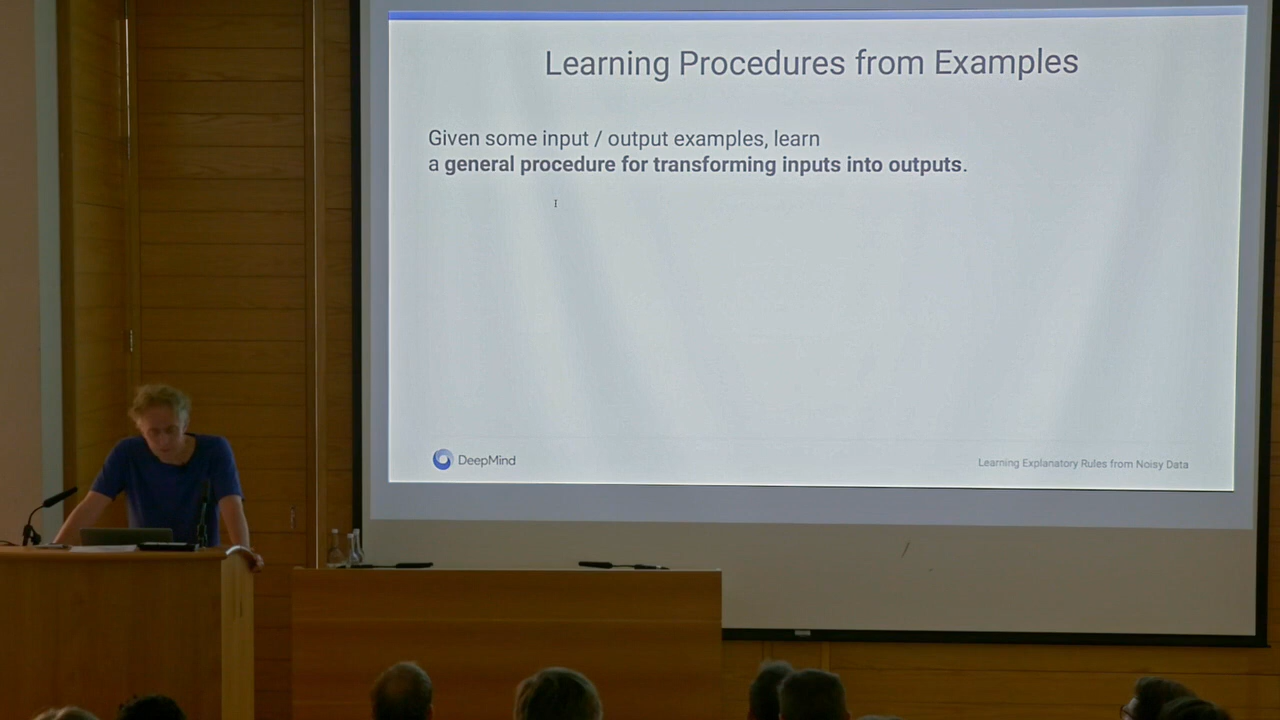 Learning Procedures from Examples
Given some input / output examples, learn
a general procedure for transforming inputs into outputs.
DeepMind
Learning Explanatory Rules from Noisy Data